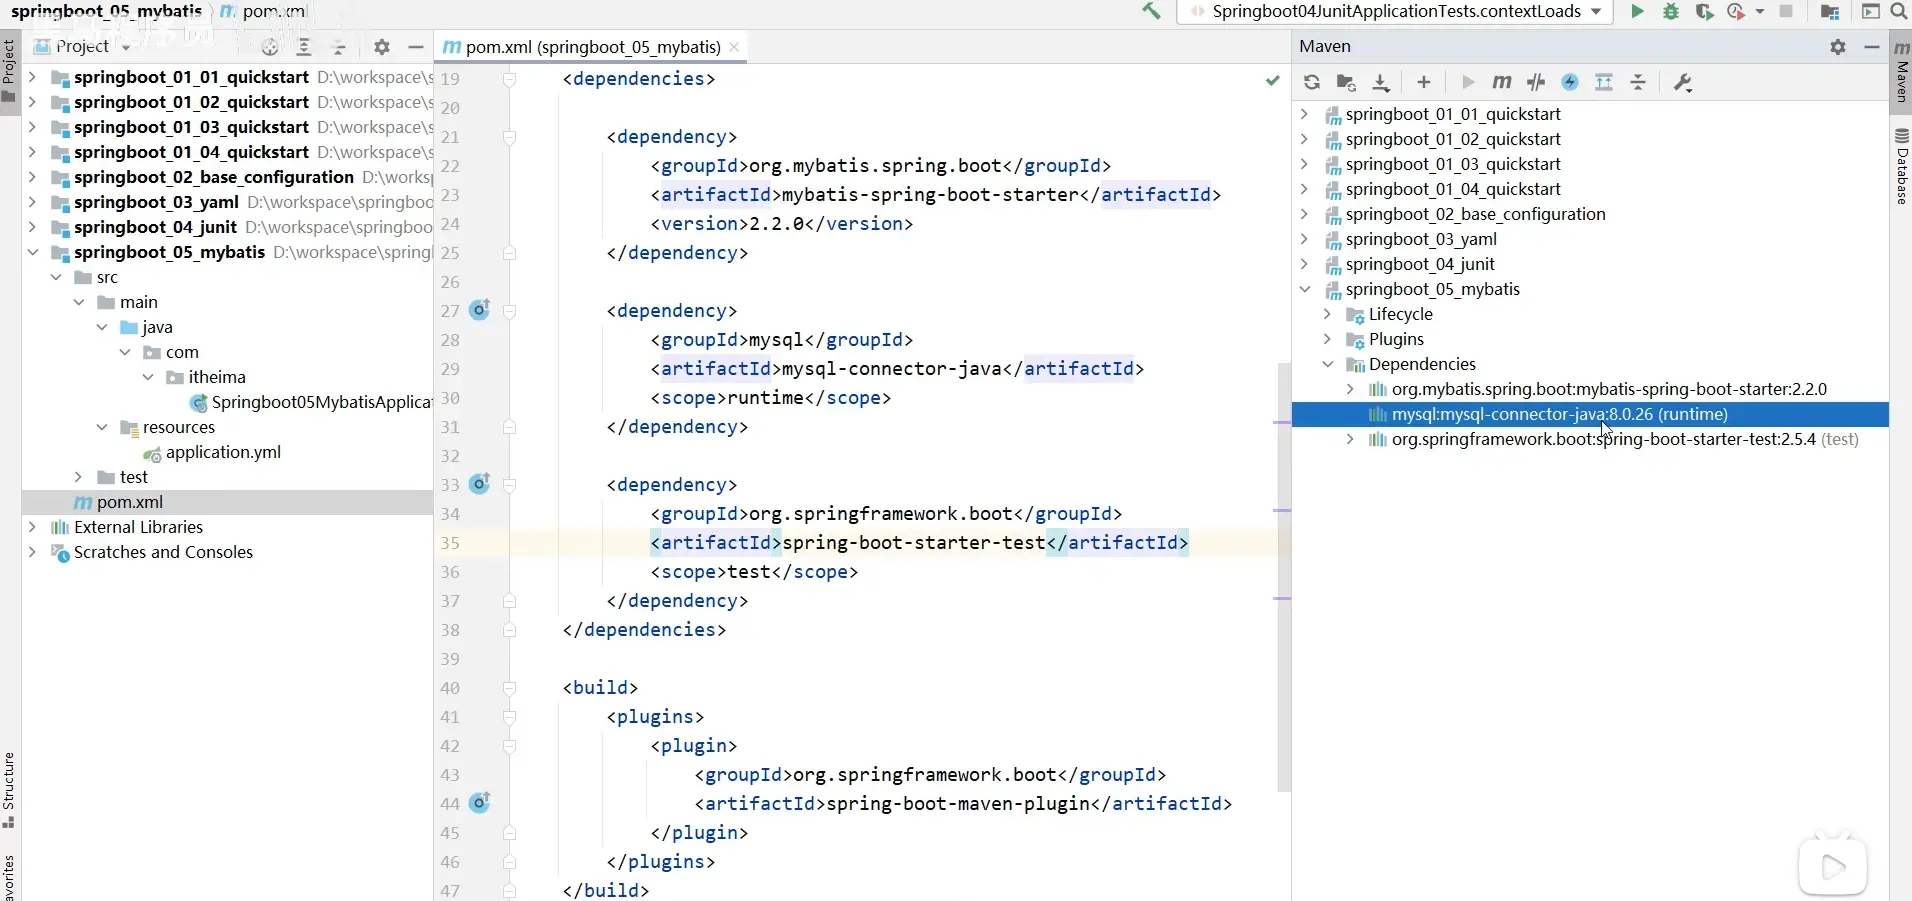 springboot_05_mybatis pom.xml
Springboot04JunitApplicationTests.contextLoads
Project
Project
springboot_01_01_quickstart D:\workspace\s
springboot_01_02_quickstart D:\workspace\s
springboot_01_03_quickstart D:\workspace\s
springboot_01_04_quickstart D:\workspace\s
springboot_02_base_configuration D:\works
springboot_03_yaml D:\workspace\springboo
springboot_04_junit D:\workspace\springboo
springboot_05_mybatis D:\workspace\spring
src
main
java
com
itheima
Springboot05MybatisApplica
resources
application.yml
test
pom.xml
External Libraries
Scratches and Consoles
Structure
avorites
pom.xml (springboot_05_mybatis)
19 <dependencies>
20
21 <dependency>
22 <groupId>org.mybatis.spring.boot</groupId>
23 <artifactId>mybatis-spring-boot-starter</artifactId>
24 <version>2.2.0</version>
25 </dependency>
26
27 <dependency>
28 <groupId>mysql</groupId>
29 <artifactId>mysql-connector-java</artifactId>
30 <scope>runtime</scope>
31 </dependency>
32
33 <dependency>
34 <groupId>org.springframework.boot</groupId>
35 <artifactId>spring-boot-starter-test</artifactId>
36 <scope>test</scope>
37 </dependency>
38 </dependencies>
39
40 <build>
41 <plugins>
42 <plugin>
43 <groupId>org.springframework.boot</groupId>
44 <artifactId>spring-boot-maven-plugin</artifactId>
45 </plugin>
46 </plugins>
47 </build>
Maven
springboot_01_01_quickstart
springboot_01_02_quickstart
springboot_01_03_quickstart
springboot_01_04_quickstart
springboot_02_base_configuration
springboot_03_yaml
springboot_04_junit
springboot_05_mybatis
Lifecycle
Plugins
Dependencies
org.mybatis.spring.boot:mybatis-spring-boot-starter:2.2.0
mysql:mysql-connector-java:8.0.26 (runtime)
org.springframework.boot:spring-boot-starter-test:2.5.4 (test)
Maven
Database